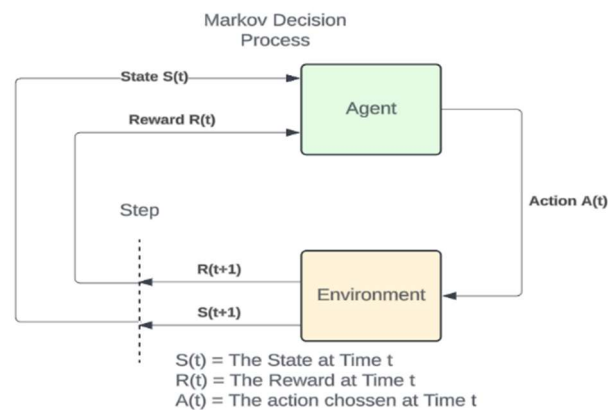 Markov Decision
Process
State S(t)
Agent
Reward R(t)
Action A(t)
Step
R(t+1)
Environment
S(t+1)
S(t) = The State at Time t
R(t) = The Reward at Time t
A(t) = The action chossen at Time t